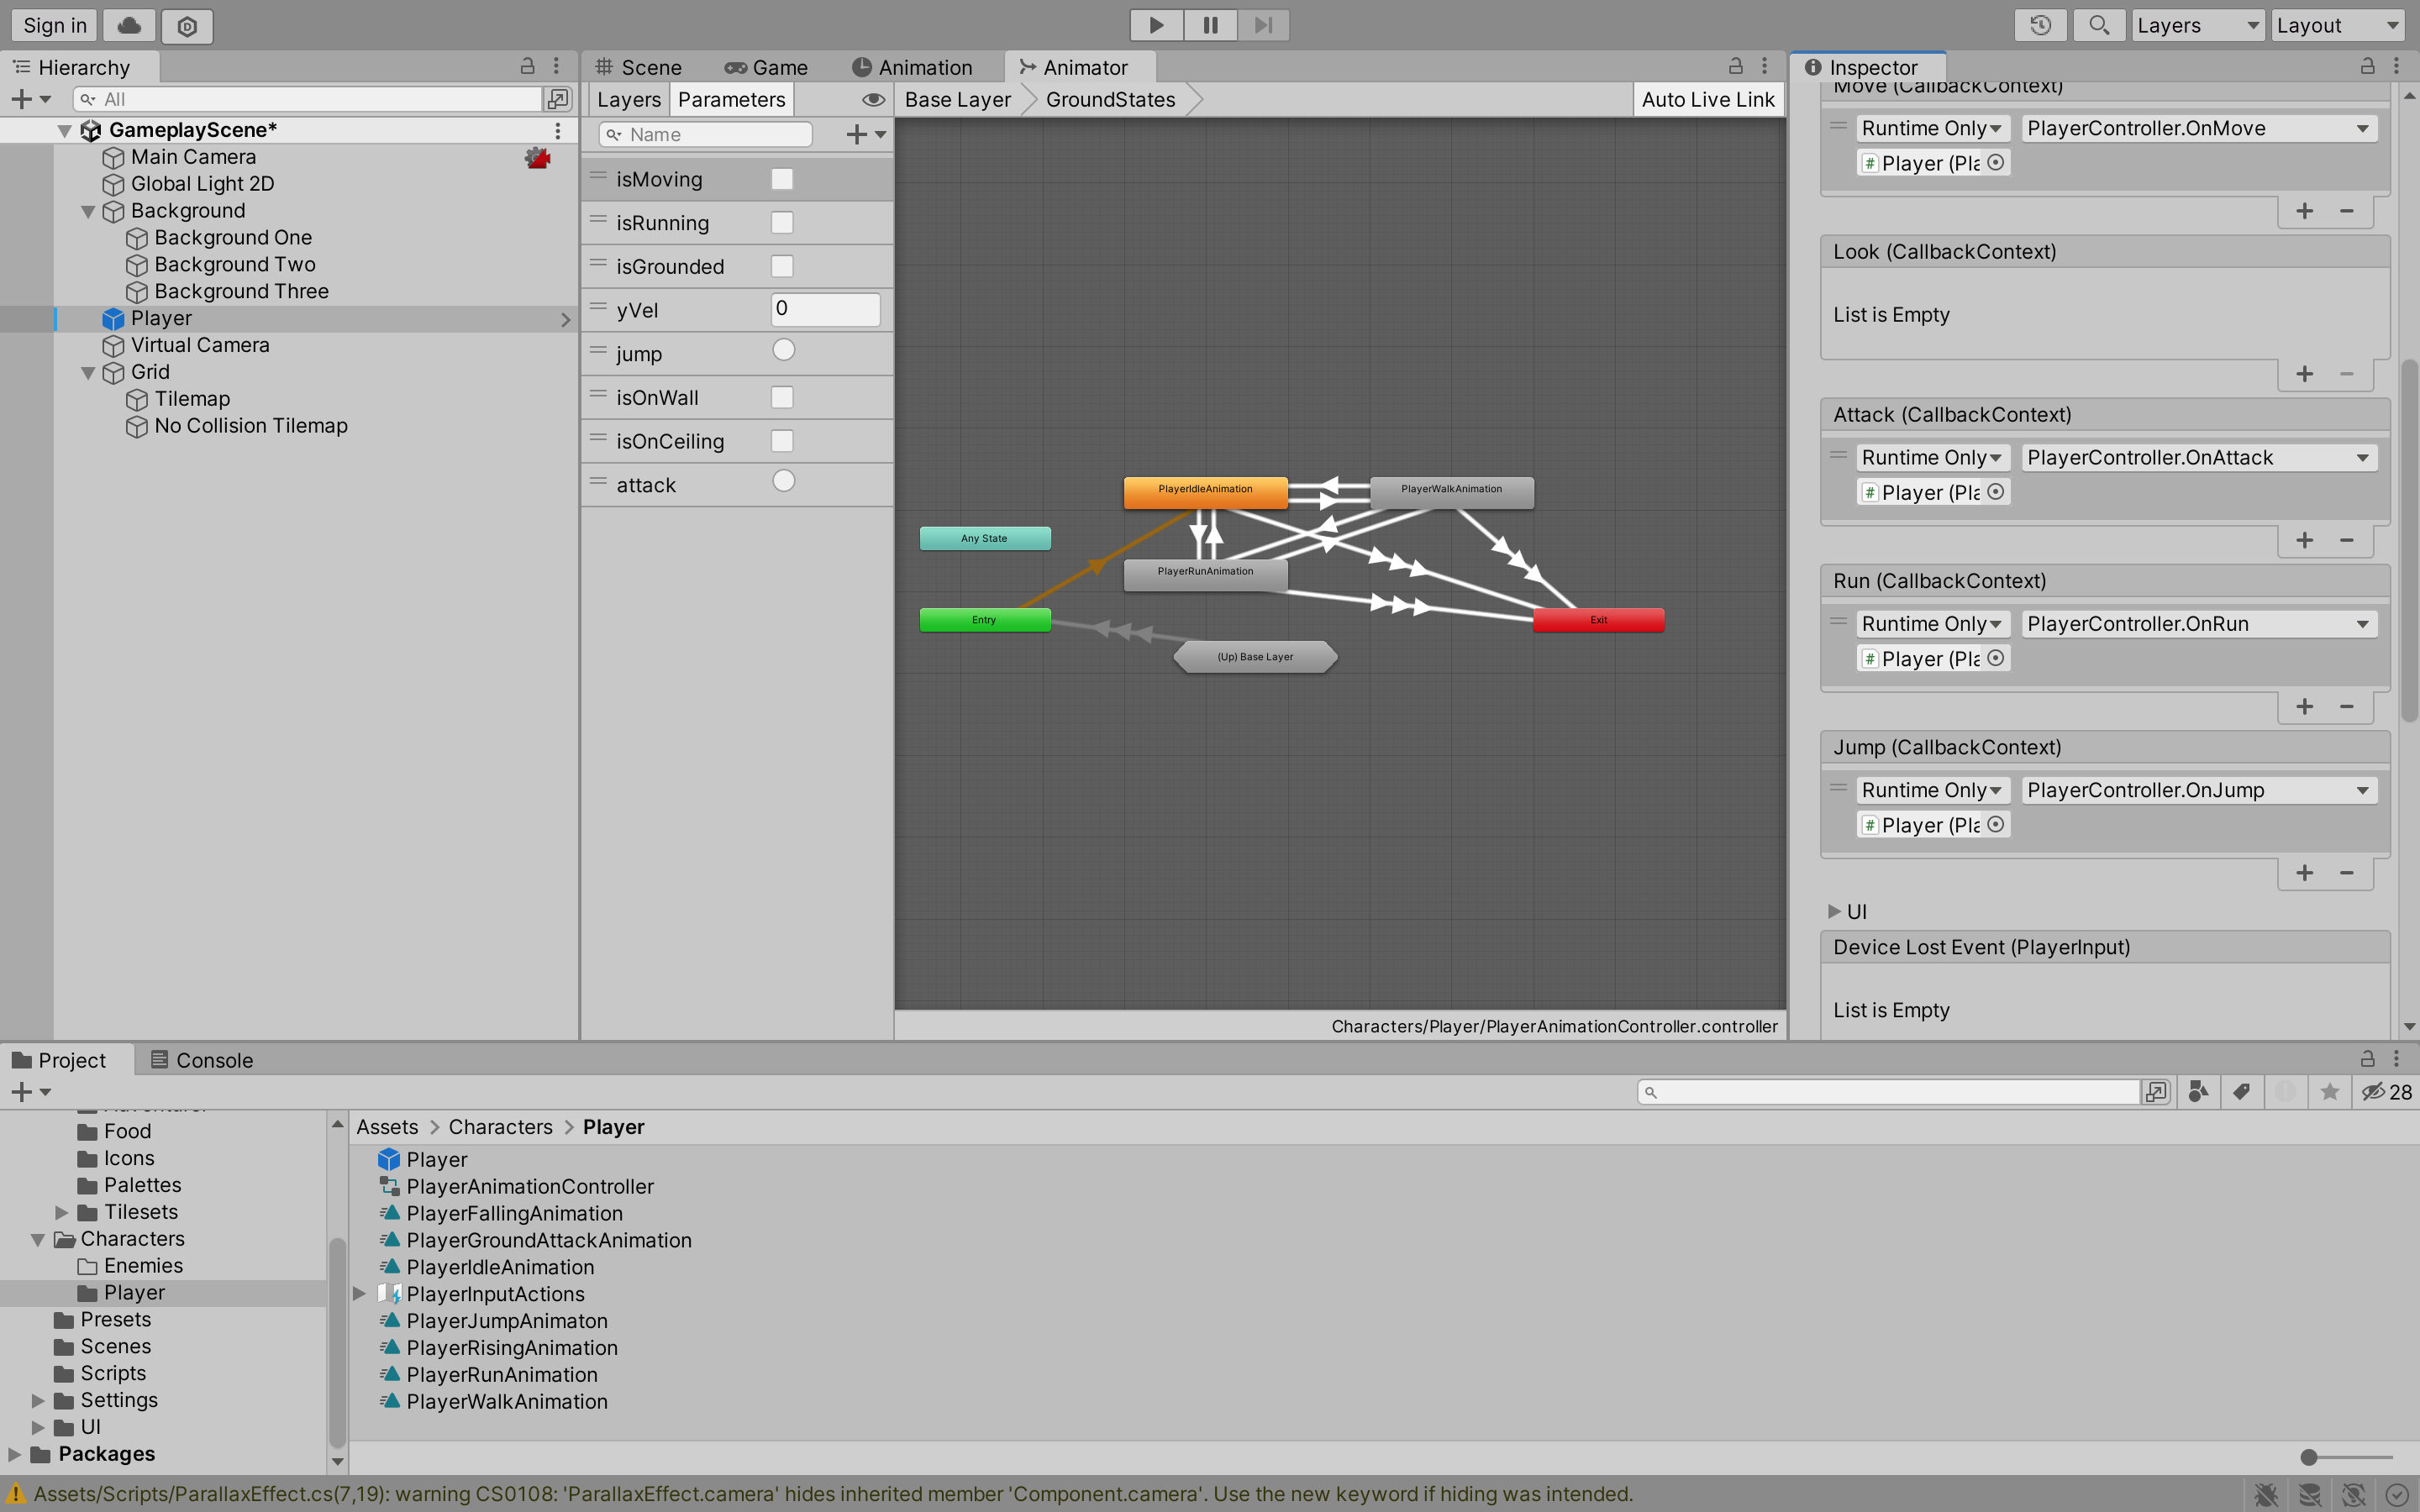 Sign in
Layers
Layout
Hierarchy
All
GameplayScene*
Main Camera
Global Light 2D
Background
Background One
Background Two
Background Three
Player
Virtual Camera
Grid
Tilemap
No Collision Tilemap
Scene
Game
Animation
Animator
Layers
Parameters
Base Layer
GroundStates
Auto Live Link
Name
isMoving
isRunning
isGrounded
yVel
0
jump
isOnWall
isOnCeiling
attack
PlayerIdleAnimation
PlayerWalkAnimation
Any State
PlayerRunAnimation
Entry
Exit
(Up) Base Layer
Characters/Player/PlayerAnimationController.controller
Inspector
Move (CallbackContext)
Runtime Only
PlayerController.OnMove
Player (Pla
Look (CallbackContext)
List is Empty
Attack (CallbackContext)
Runtime Only
PlayerController.OnAttack
Player (Pla
Run (CallbackContext)
Runtime Only
PlayerController.OnRun
Player (Pla
Jump (CallbackContext)
Runtime Only
PlayerController.OnJump
Player (Pla
UI
Device Lost Event (PlayerInput)
List is Empty
Project
Console
28
Food
Icons
Palettes
Tilesets
Characters
Enemies
Player
Presets
Scenes
Scripts
Settings
UI
Packages
Assets > Characters > Player
Player
PlayerAnimationController
PlayerFallingAnimation
PlayerGroundAttackAnimation
PlayerIdleAnimation
PlayerInputActions
PlayerJumpAnimaton
PlayerRisingAnimation
PlayerRunAnimation
PlayerWalkAnimation
Assets/Scripts/ParallaxEffect.cs(7,19): warning CS0108: 'ParallaxEffect.camera' hides inherited member 'Component.camera'. Use the new keyword if hiding was intended.